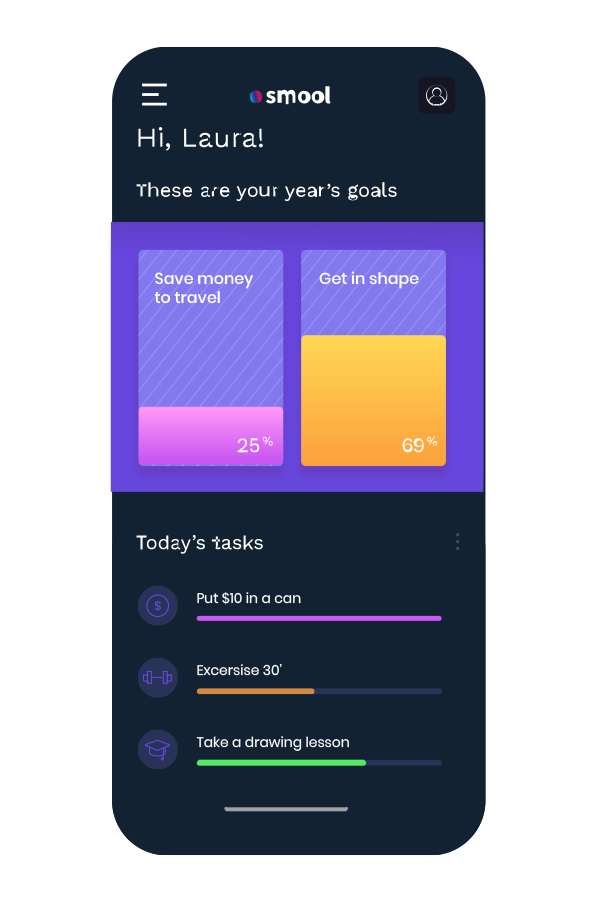 smool
Hi, Laura!
These are your year’s goals
Save money
to travel
Get in shape
25%
69%
Today’s tasks
$
Put $10 in a can
Excersise 30’
Take a drawing lesson